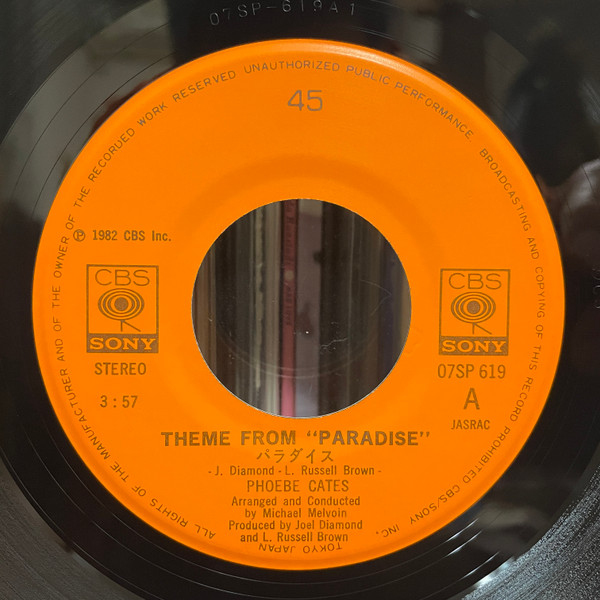 07SP-619A1
ALL RIGHTS OF THE MANUFACTURER AND OF THE OWNER OF THE RECORDED WORK RESERVED UNAUTHORIZED PUBLIC PERFORMANCE, BROADCASTING AND COPYING OF THIS RECORD PROHIBITED CBS/SONY INC.
TOKYO JAPAN
45
Ⓟ 1982 CBS Inc.
CBS
SONY
STEREO
3:57
CBS
SONY
07SP 619
A
JASRAC
THEME FROM "PARADISE"
パラダイス
- J. Diamond - L. Russell Brown -
PHOEBE CATES
Arranged and Conducted
by Michael Melvoin
Produced by Joel Diamond
and L. Russell Brown